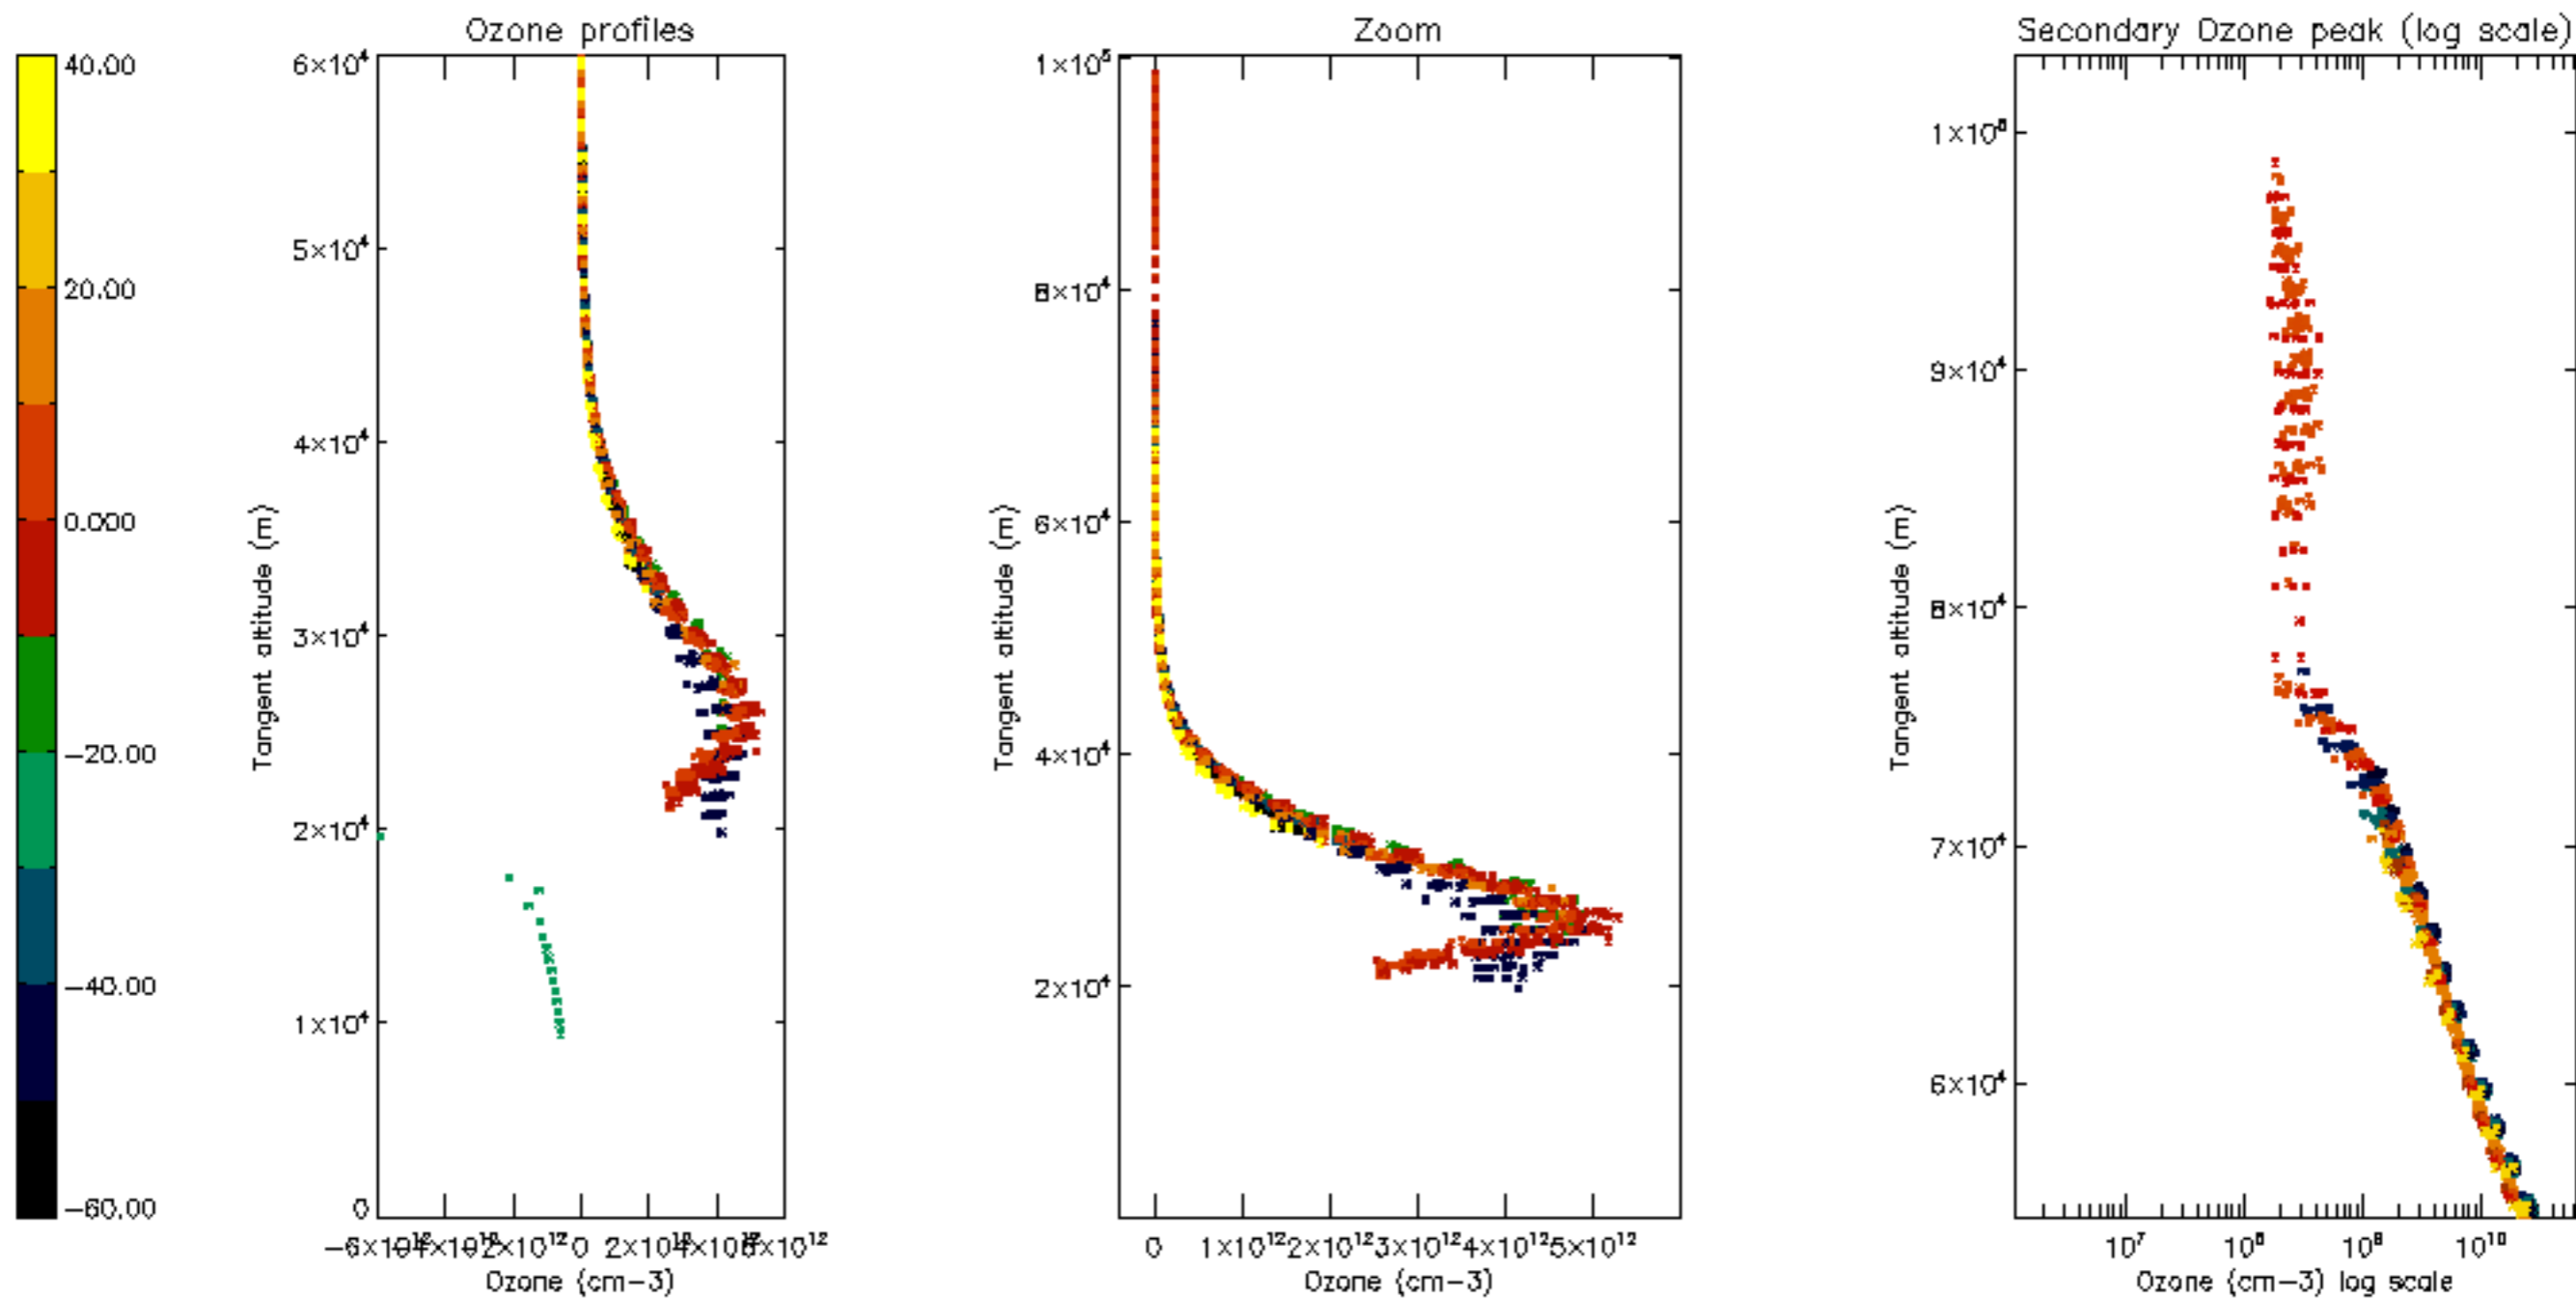 Ozone profiles
Zoom
Secondary Ozone peak (log scale)
40.00
20.00
0.000
−20.00
−40.00
−60.00
6×10⁴
5×10⁴
4×10⁴
3×10⁴
2×10⁴
1×10⁴
0
Tangent altitude (m)
0 2×10¹²
Ozone (cm−3)
1×10⁵
8×10⁴
6×10⁴
4×10⁴
2×10⁴
Tangent altitude (m)
0 1×10¹² 2×10¹² 3×10¹² 4×10¹² 5×10¹²
Ozone (cm−3)
9×10⁴
8×10⁴
7×10⁴
6×10⁴
Tangent altitude (m)
10⁷ 10⁸ 10⁹ 10¹⁰
Ozone (cm−3) log scale